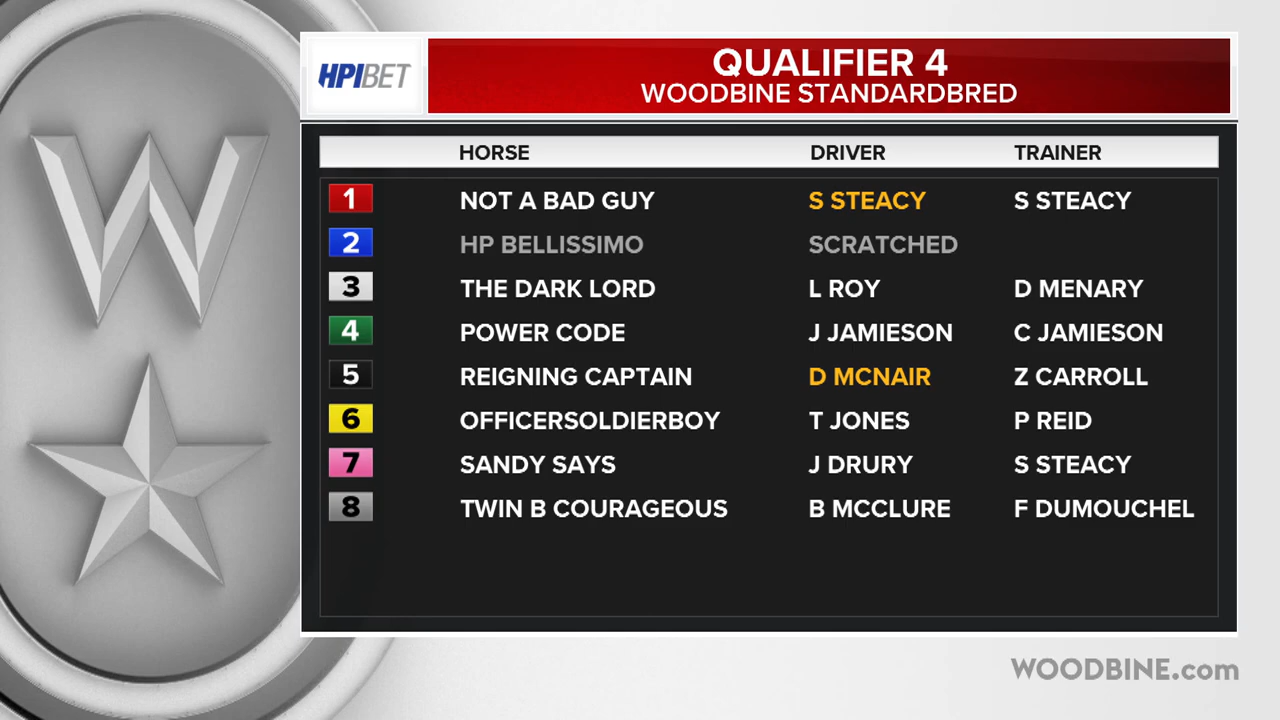 W
HPIBET
QUALIFIER 4
WOODBINE STANDARDBRED
HORSE DRIVER TRAINER
1 NOT A BAD GUY S STEACY S STEACY
2 HP BELLISSIMO SCRATCHED
3 THE DARK LORD L ROY D MENARY
4 POWER CODE J JAMIESON C JAMIESON
5 REIGNING CAPTAIN D MCNAIR Z CARROLL
6 OFFICERSOLDIERBOY T JONES P REID
7 SANDY SAYS J DRURY S STEACY
8 TWIN B COURAGEOUS B MCCLURE F DUMOUCHEL
WOODBINE.com